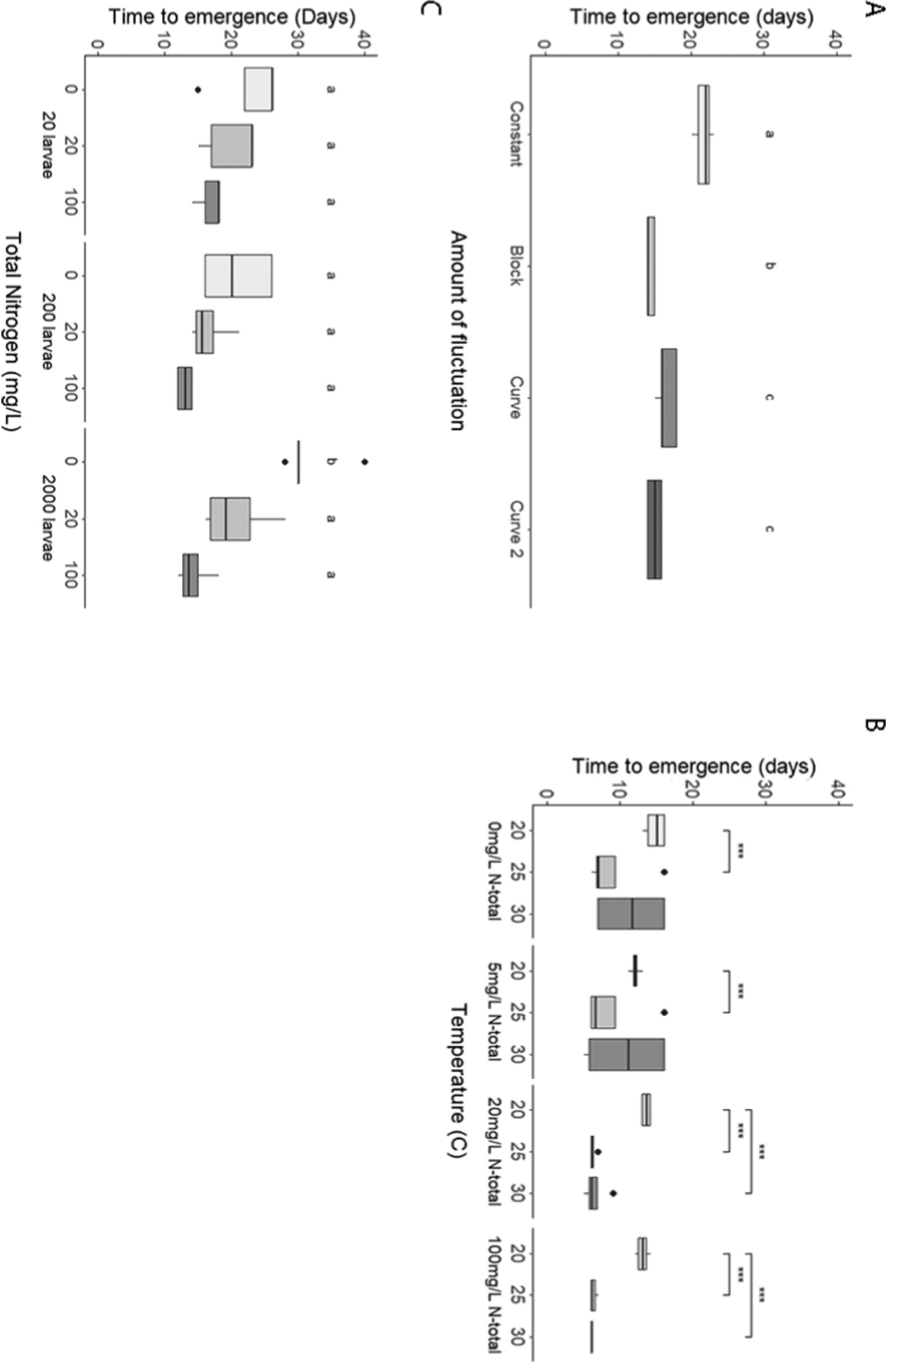 A
Time to emergence (days)
40
30
20
10
0
a
b
c
c
Constant
Block
Curve
Curve 2
Amount of fluctuation
B
Time to emergence (days)
40
30
20
10
0
***
***
*** ***
*** ***
20 25 30
20 25 30
20 25 30
20 25 30
0mg/L N-total
5mg/L N-total
20mg/L N-total
100mg/L N-total
Temperature (C)
C
Time to emergence (Days)
40
30
20
10
0
a a a
a a a
b a a
0 20 100
0 20 100
0 20 100
20 larvae
200 larvae
2000 larvae
Total Nitrogen (mg/L)